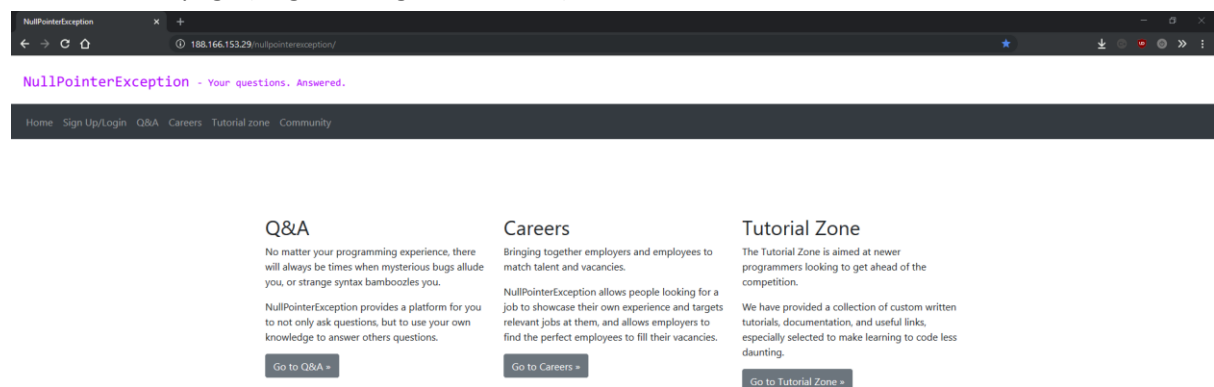 NullPointerException
188.166.153.29/nullpointerexception/
NullPointerException - Your questions. Answered.
Home Sign Up/Login Q&A Careers Tutorial zone Community
Q&A
No matter your programming experience, there
will always be times when mysterious bugs allude
you, or strange syntax bamboozles you.
NullPointerException provides a platform for you
to not only ask questions, but to use your own
knowledge to answer others questions.
Go to Q&A »
Careers
Bringing together employers and employees to
match talent and vacancies.
NullPointerException allows people looking for a
job to showcase their own experience and targets
relevant jobs at them, and allows employers to
find the perfect employees to fill their vacancies.
Go to Careers »
Tutorial Zone
The Tutorial Zone is aimed at newer
programmers looking to get ahead of the
competition.
We have provided a collection of custom written
tutorials, documentation, and useful links,
especially selected to make learning to code less
daunting.
Go to Tutorial Zone »